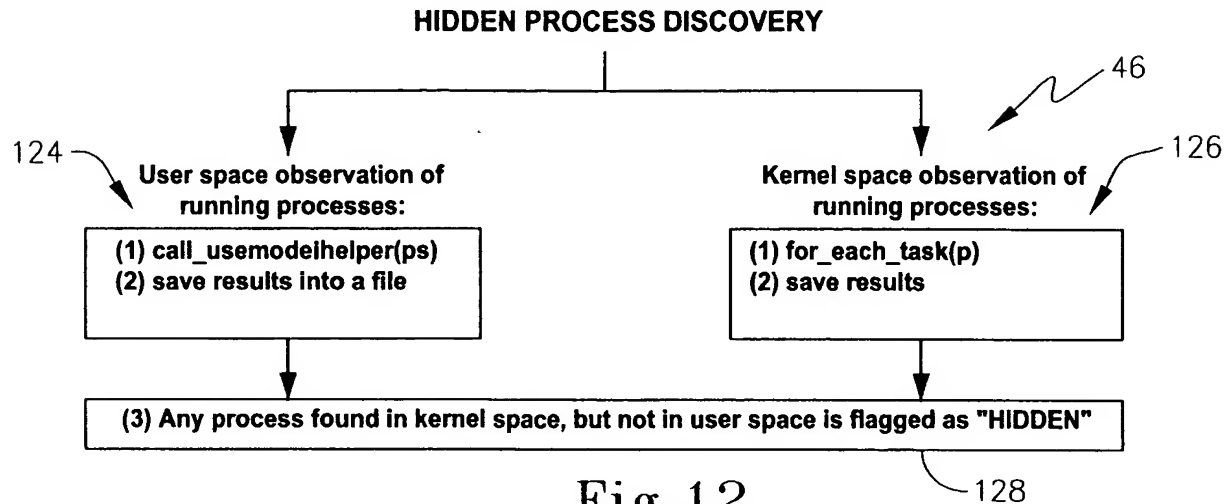 HIDDEN PROCESS DISCOVERY
46
124
126
User space observation of
running processes:
Kernel space observation of
running processes:
(1) call_usemodeihelper(ps)
(2) save results into a file
(1) for_each_task(p)
(2) save results
(3) Any process found in kernel space, but not in user space is flagged as "HIDDEN"
128
Fig.12